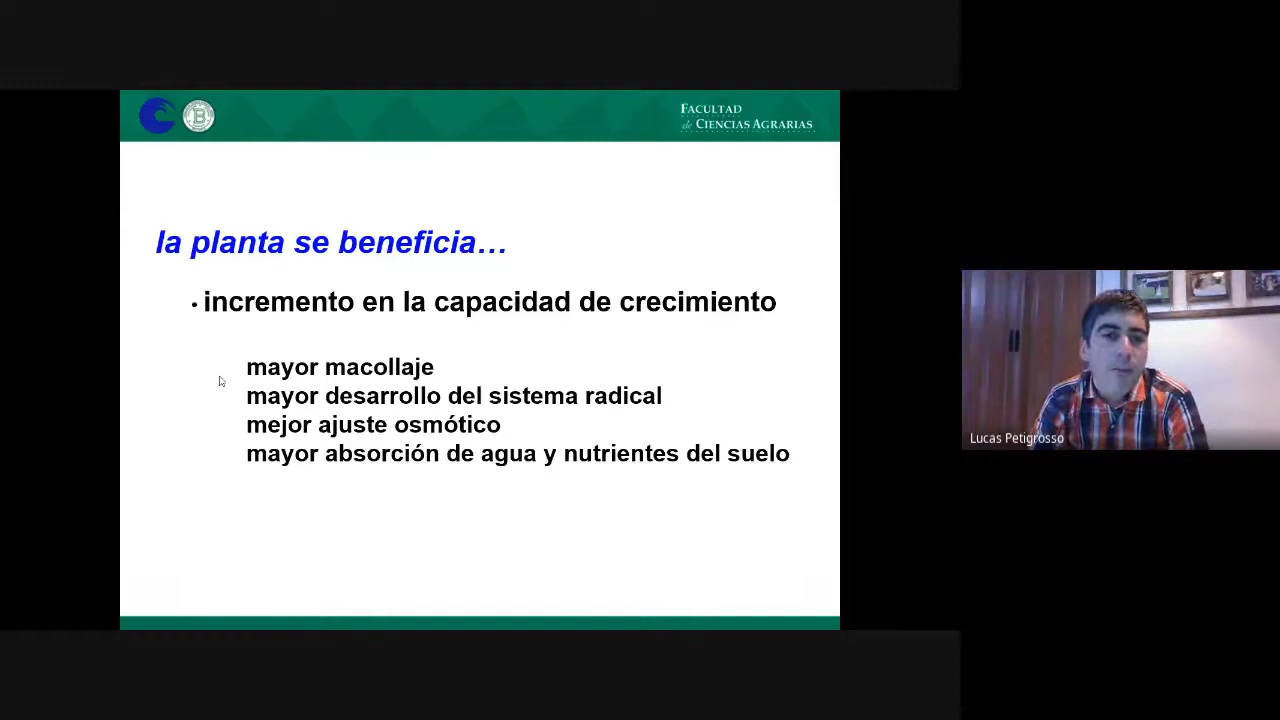 FACULTAD
de CIENCIAS AGRARIAS
la planta se beneficia…
• incremento en la capacidad de crecimiento
mayor macollaje
mayor desarrollo del sistema radical
mejor ajuste osmótico
mayor absorción de agua y nutrientes del suelo
Lucas Petigrosso